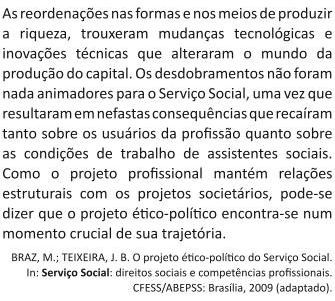 As reordenações nas formas e nos meios de produzir
a riqueza, trouxeram mudanças tecnológicas e
inovações técnicas que alteraram o mundo da
produção do capital. Os desdobramentos não foram
nada animadores para o Serviço Social, uma vez que
resultaram em nefastas consequências que recaíram
tanto sobre os usuários da profissão quanto sobre
as condições de trabalho de assistentes sociais.
Como o projeto profissional mantém relações
estruturais com os projetos societários, pode-se
dizer que o projeto ético-político encontra-se num
momento crucial de sua trajetória.
BRAZ, M.; TEIXEIRA, J. B. O projeto ético-político do Serviço Social.
In: Serviço Social: direitos sociais e competências profissionais.
CFESS/ABEPSS: Brasília, 2009 (adaptado).